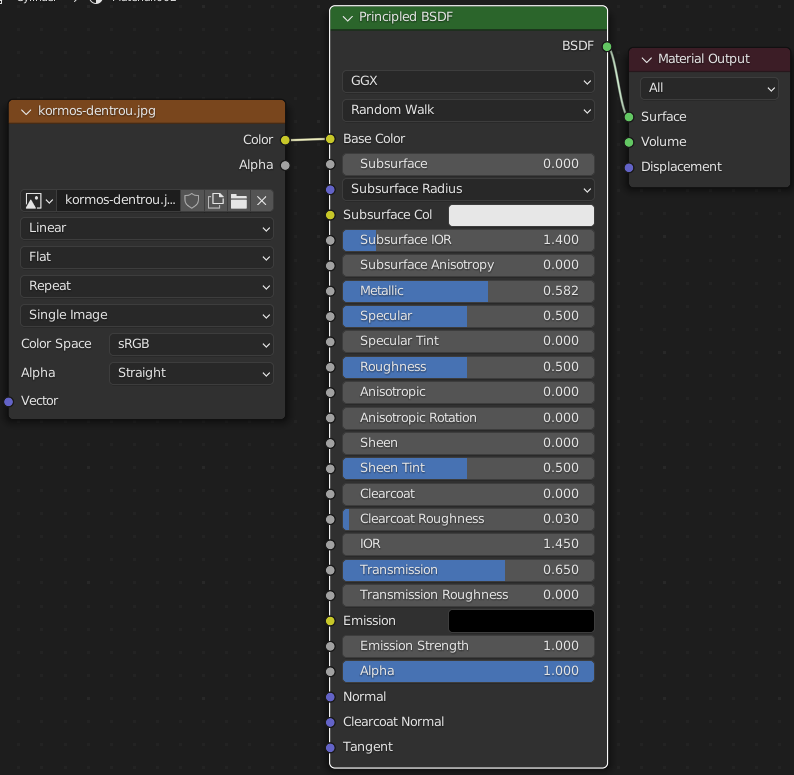 kormos-dentrou.jpg
Color
Alpha
kormos-dentrou.j...
Linear
Flat
Repeat
Single Image
Color Space sRGB
Alpha Straight
Vector
Principled BSDF
BSDF
GGX
Random Walk
Base Color
Subsurface 0.000
Subsurface Radius
Subsurface Col
Subsurface IOR 1.400
Subsurface Anisotropy 0.000
Metallic 0.582
Specular 0.500
Specular Tint 0.000
Roughness 0.500
Anisotropic 0.000
Anisotropic Rotation 0.000
Sheen 0.000
Sheen Tint 0.500
Clearcoat 0.000
Clearcoat Roughness 0.030
IOR 1.450
Transmission 0.650
Transmission Roughness 0.000
Emission
Emission Strength 1.000
Alpha 1.000
Normal
Clearcoat Normal
Tangent
Material Output
All
Surface
Volume
Displacement